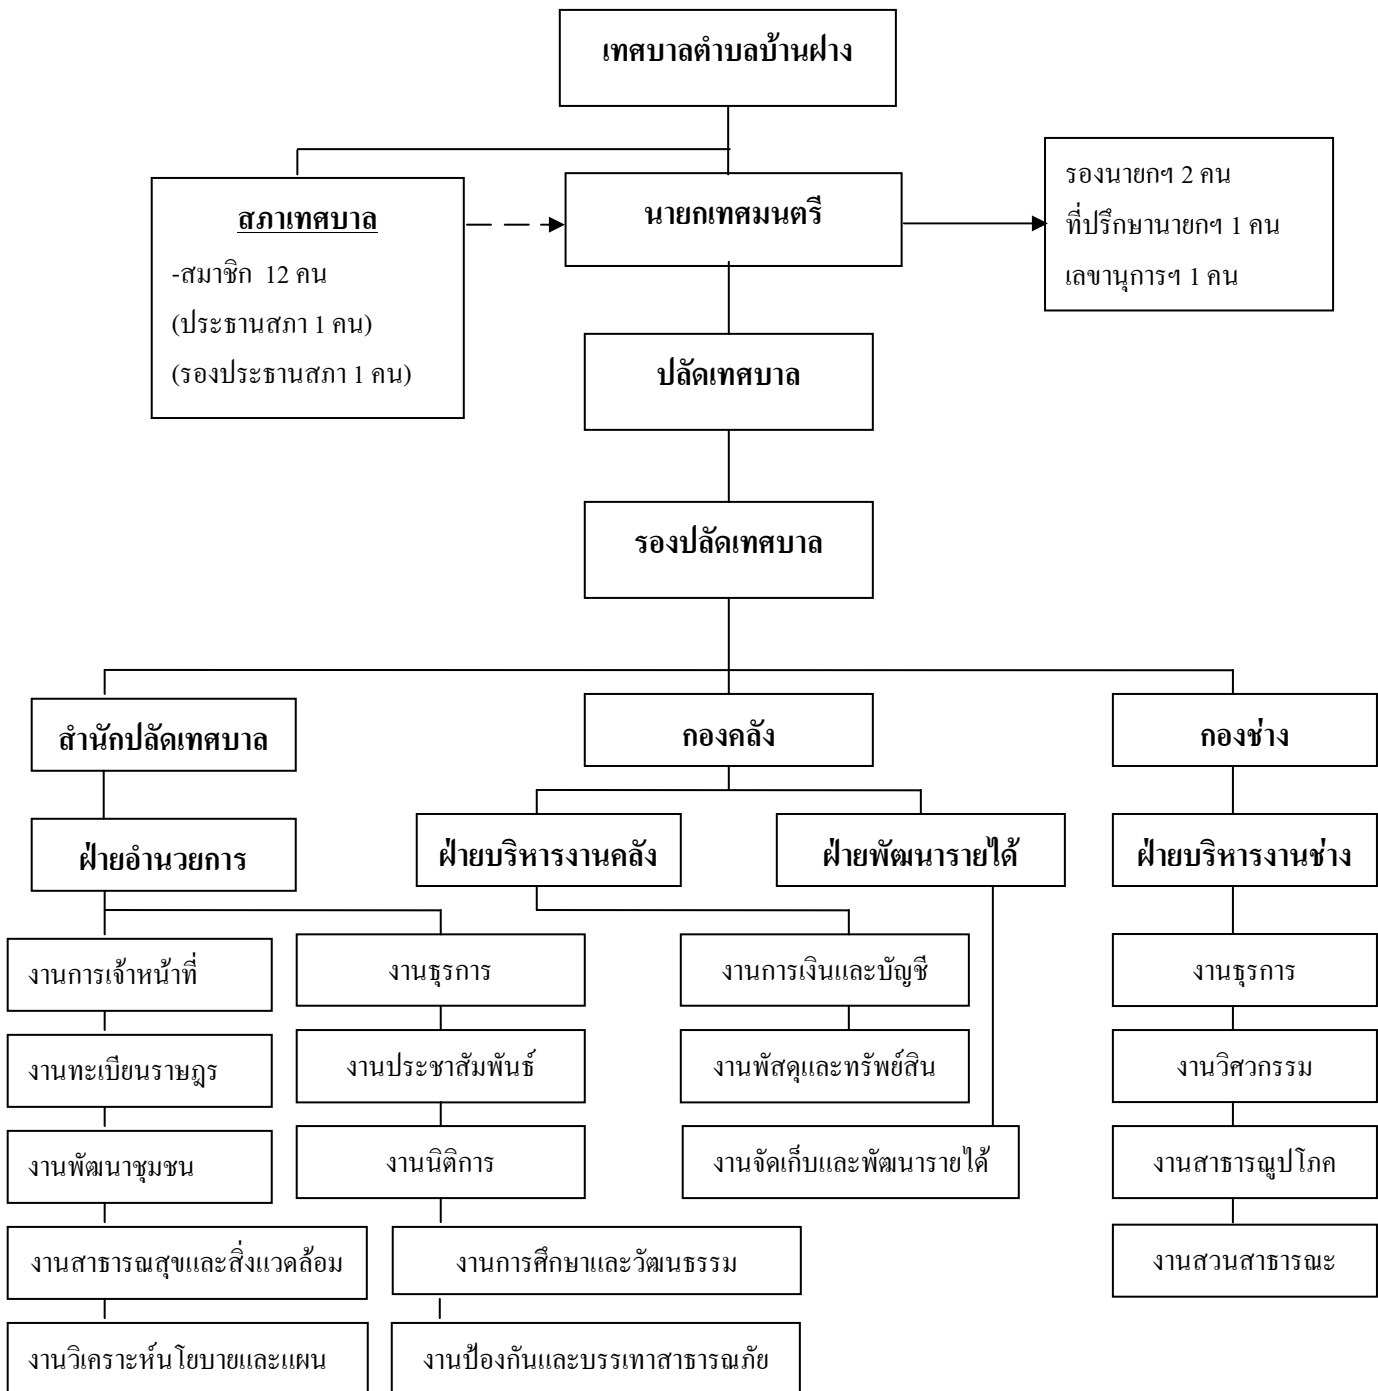 เทศบาลตำบลบ้านฝาง
สภาเทศบาล
-สมาชิก 12 คน
(ประธานสภา 1 คน)
(รองประธานสภา 1 คน)
นายกเทศมนตรี
รองนายกฯ 2 คน
ที่ปรึกษานายกฯ 1 คน
เลขานุการฯ 1 คน
ปลัดเทศบาล
รองปลัดเทศบาล
สำนักปลัดเทศบาล
กองคลัง
กองช่าง
ฝ่ายอำนวยการ
ฝ่ายบริหารงานคลัง
ฝ่ายพัฒนารายได้
ฝ่ายบริหารงานช่าง
งานการเจ้าหน้าที่
งานธุรการ
งานการเงินและบัญชี
งานธุรการ
งานทะเบียนราษฎร
งานประชาสัมพันธ์
งานพัสดุและทรัพย์สิน
งานวิศวกรรม
งานพัฒนาชุมชน
งานนิติการ
งานจัดเก็บและพัฒนารายได้
งานสาธารณูปโภค
งานสาธารณสุขและสิ่งแวดล้อม
งานการศึกษาและวัฒนธรรม
งานสวนสาธารณะ
งานวิเคราะห์นโยบายและแผน
งานป้องกันและบรรเทาสาธารณภัย